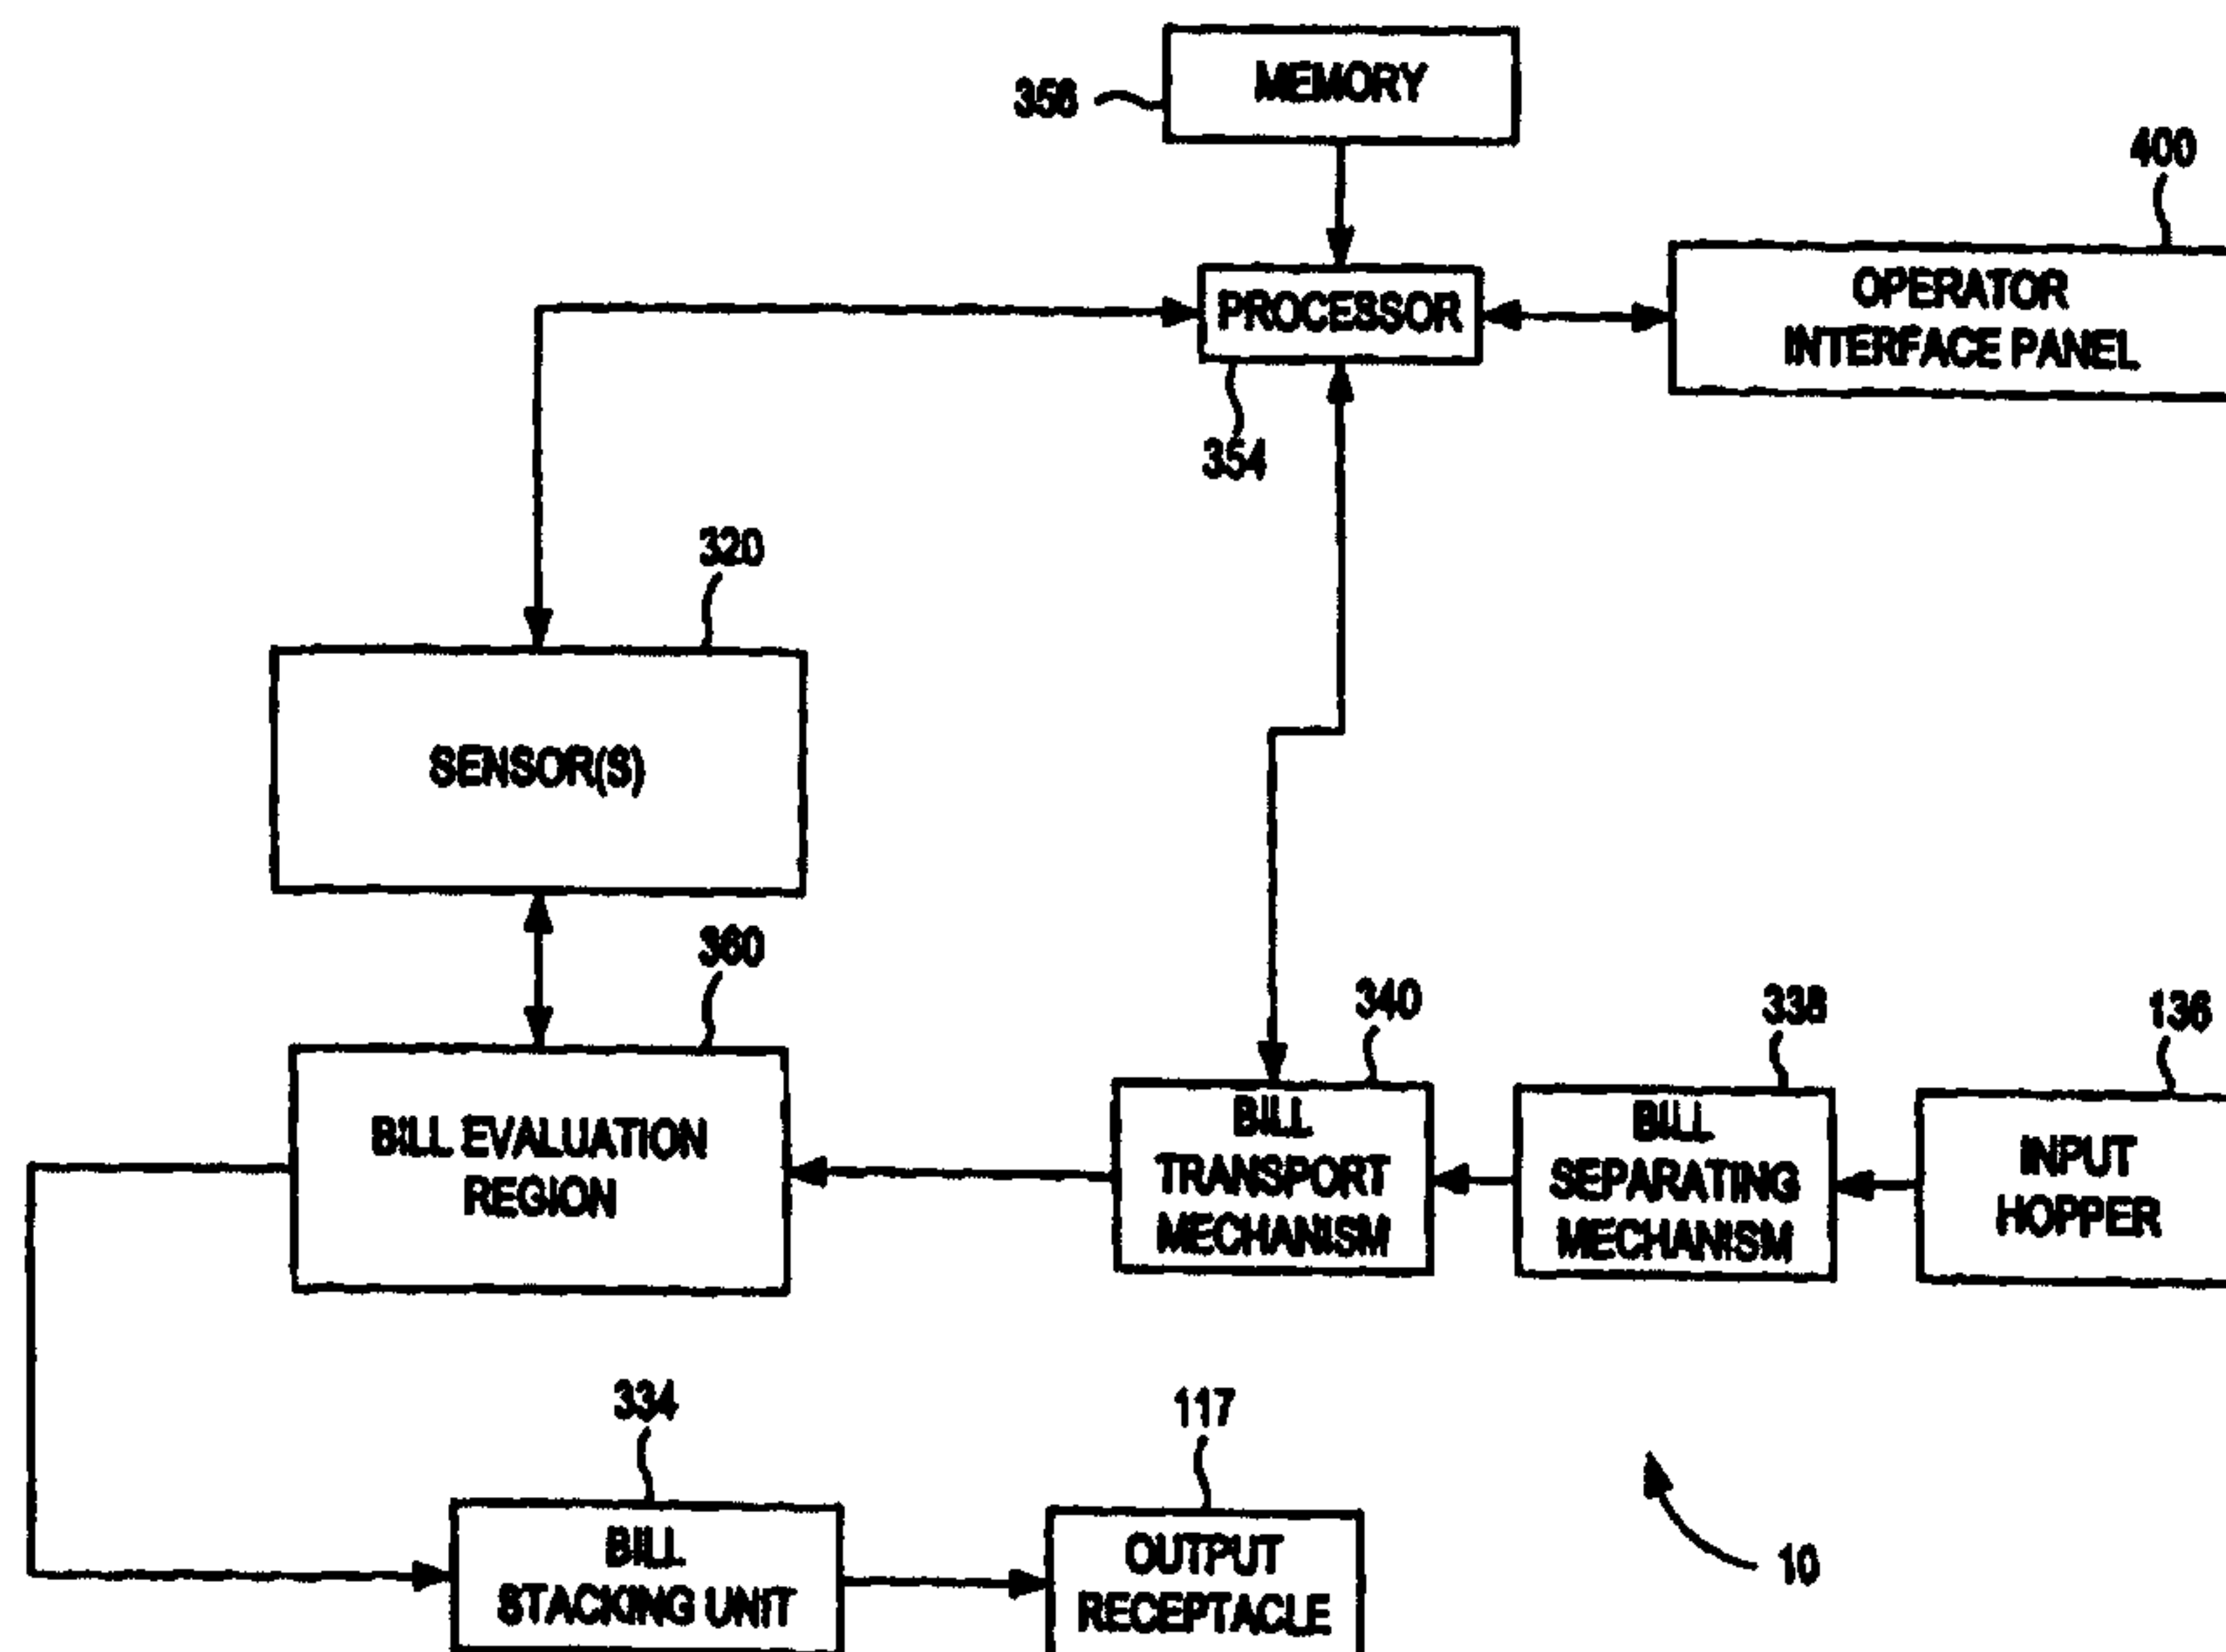 MEMORY
356
400
OPERATOR
INTERFACE PANEL
PROCESSOR
354
320
SENSOR(S)
360
BILL EVALUATION
REGION
340
BILL
TRANSPORT
MECHANISM
338
BILL
SEPARATING
MECHANISM
136
INPUT
HOPPER
334
BILL
STACKING UNIT
117
OUTPUT
RECEPTACLE
10